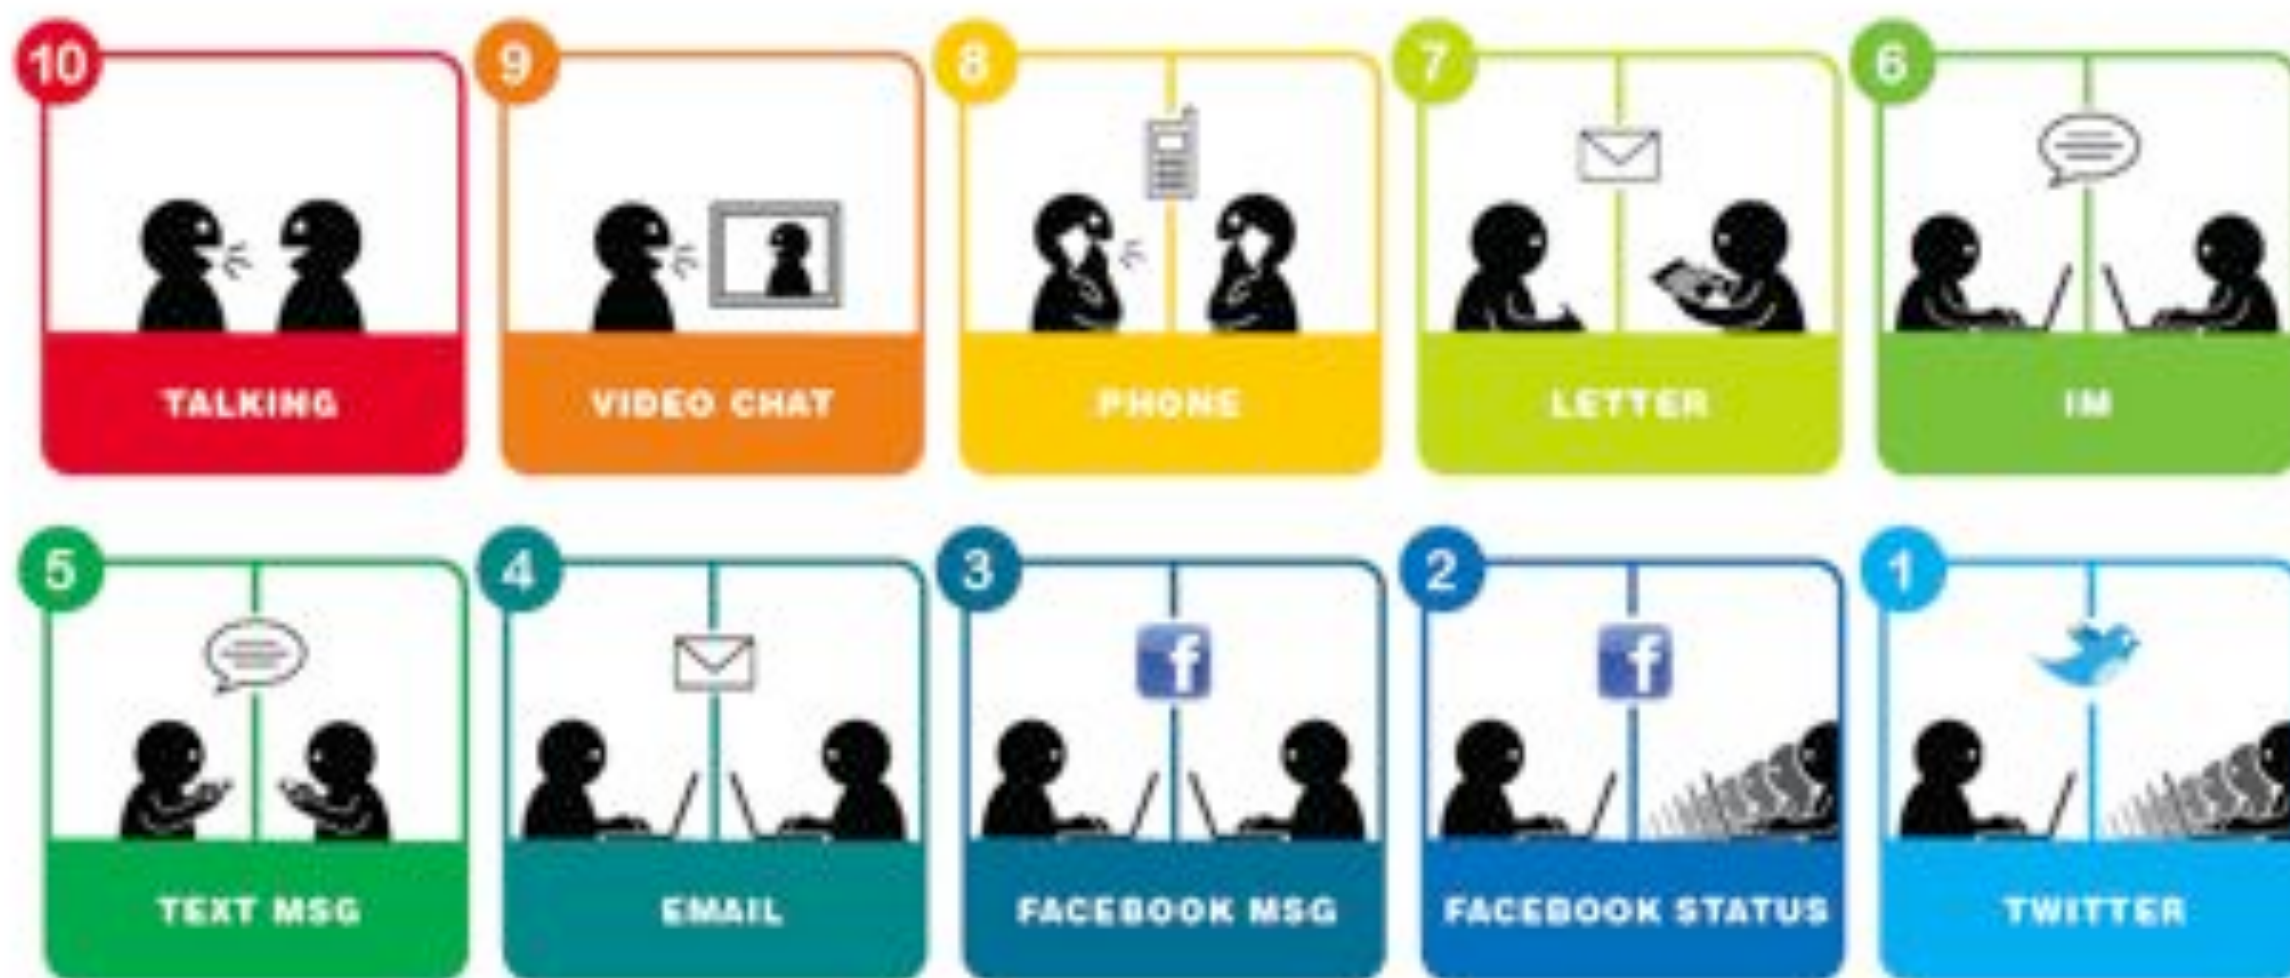 10
TALKING
9
VIDEO CHAT
8
PHONE
7
LETTER
6
IM
5
TEXT MSG
4
EMAIL
3
FACEBOOK MSG
2
FACEBOOK STATUS
1
TWITTER